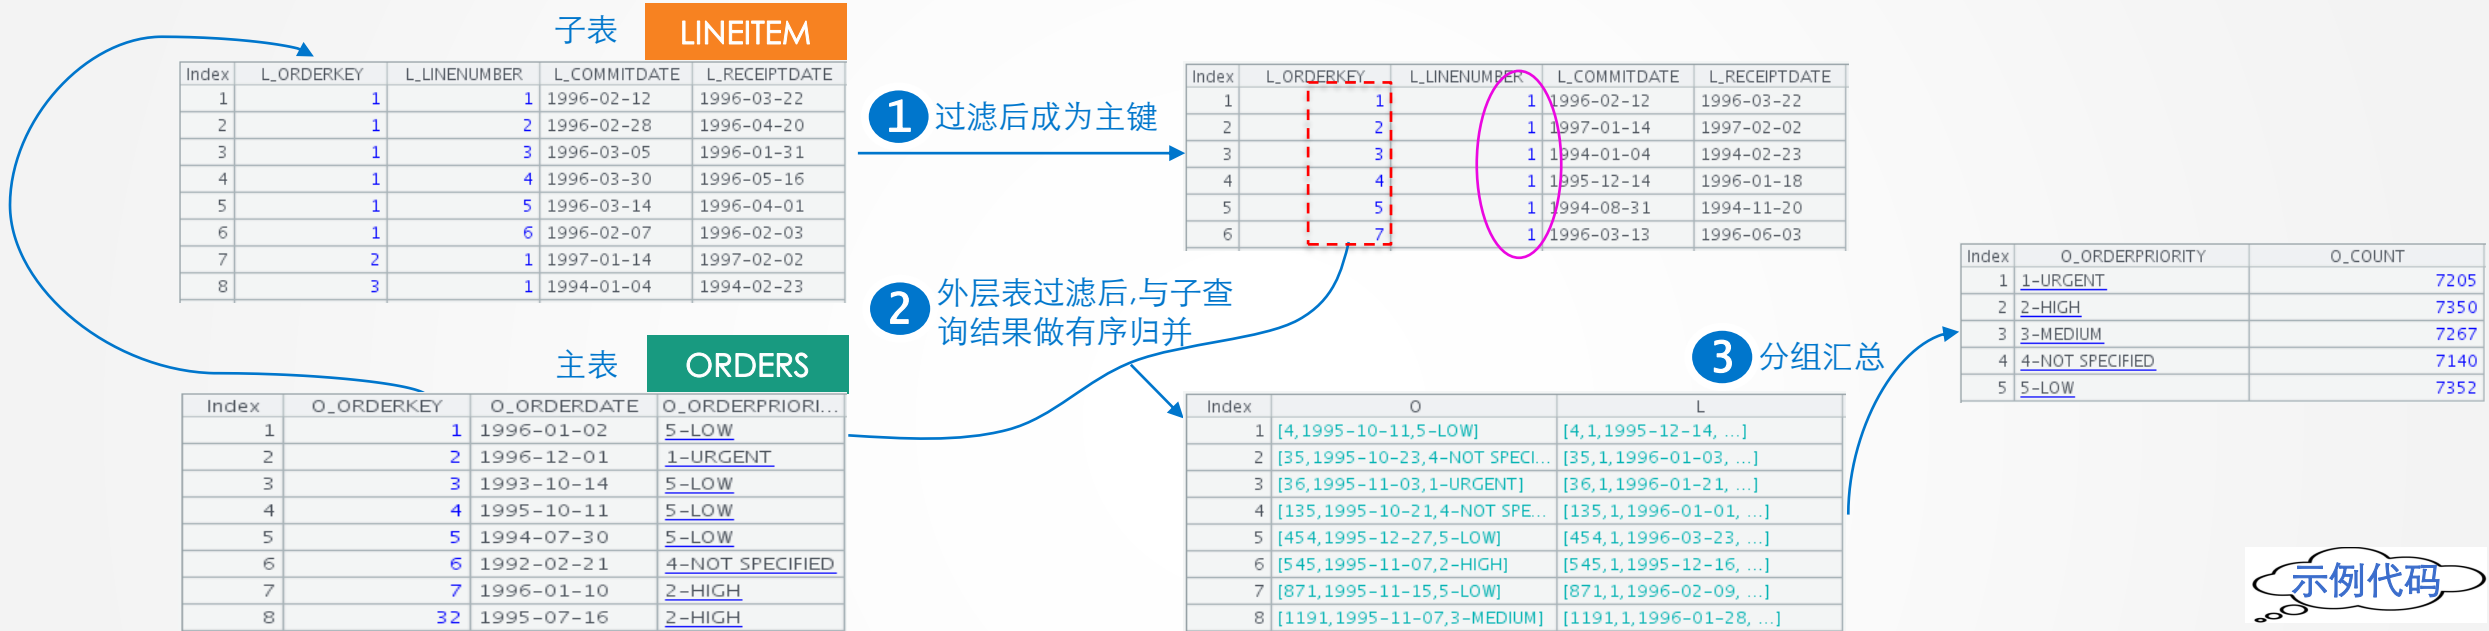 子表 LINEITEM
Index L_ORDERKEY L_LINENUMBER L_COMMITDATE L_RECEIPTDATE
1 1 1 1996-02-12 1996-03-22
2 1 2 1996-02-28 1996-04-20
3 1 3 1996-03-05 1996-01-31
4 1 4 1996-03-30 1996-05-16
5 1 5 1996-03-14 1996-04-01
6 1 6 1996-02-07 1996-02-03
7 2 1 1997-01-14 1997-02-02
8 3 1 1994-01-04 1994-02-23
1 过滤后成为主键
Index L_ORDERKEY L_LINENUMBER L_COMMITDATE L_RECEIPTDATE
1 1 1 1996-02-12 1996-03-22
2 2 1 1997-01-14 1997-02-02
3 3 1 1994-01-04 1994-02-23
4 4 1 1995-12-14 1996-01-18
5 5 1 1994-08-31 1994-11-20
6 7 1 1996-03-13 1996-06-03
2 外层表过滤后,与子查
询结果做有序归并
主表 ORDERS
Index O_ORDERKEY O_ORDERDATE O_ORDERPRIORI...
1 1 1996-01-02 5-LOW
2 2 1996-12-01 1-URGENT
3 3 1993-10-14 5-LOW
4 4 1995-10-11 5-LOW
5 5 1994-07-30 5-LOW
6 6 1992-02-21 4-NOT SPECIFIED
7 7 1996-01-10 2-HIGH
8 32 1995-07-16 2-HIGH
Index O L
1 [4,1995-10-11,5-LOW] [4,1,1995-12-14, ...]
2 [35,1995-10-23,4-NOT SPECI... [35,1,1996-01-03, ...]
3 [36,1995-11-03,1-URGENT] [36,1,1996-01-21, ...]
4 [135,1995-10-21,4-NOT SPE... [135,1,1996-01-01, ...]
5 [454,1995-12-27,5-LOW] [454,1,1996-03-23, ...]
6 [545,1995-11-07,2-HIGH] [545,1,1995-12-16, ...]
7 [871,1995-11-15,5-LOW] [871,1,1996-02-09, ...]
8 [1191,1995-11-07,3-MEDIUM] [1191,1,1996-01-28, ...]
3 分组汇总
Index O_ORDERPRIORITY O_COUNT
1 1-URGENT 7205
2 2-HIGH 7350
3 3-MEDIUM 7267
4 4-NOT SPECIFIED 7140
5 5-LOW 7352
示例代码